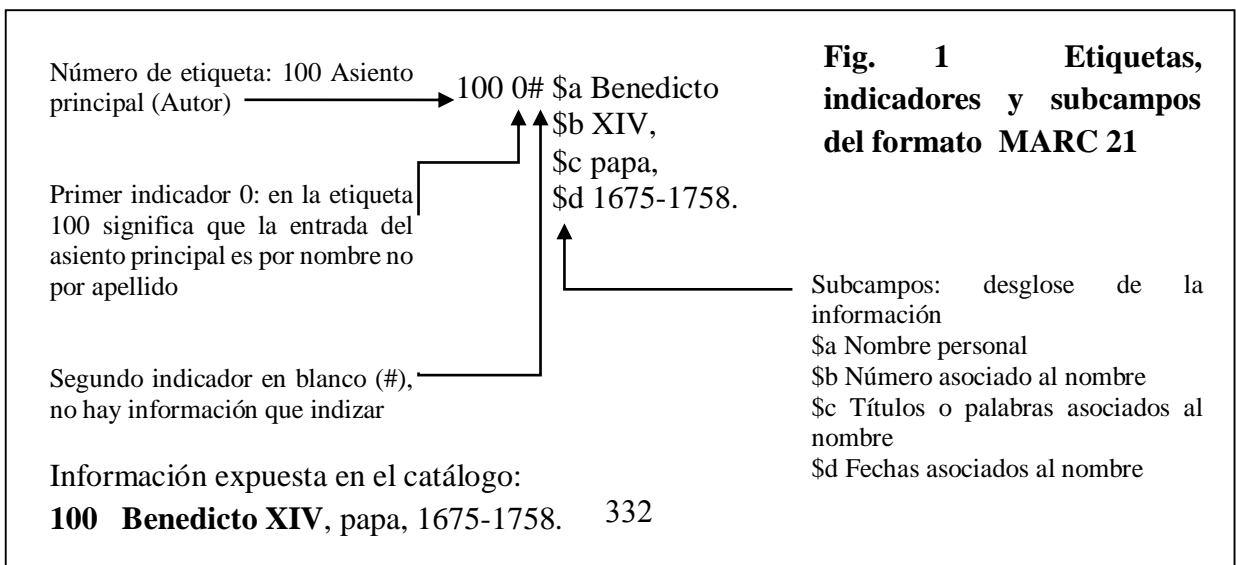 Número de etiqueta: 100 Asiento
principal (Autor)
Primer indicador 0: en la etiqueta
100 significa que la entrada del
asiento principal es por nombre no
por apellido
Segundo indicador en blanco (#),
no hay información que indizar
100 0# $a Benedicto
$b XIV,
$c papa,
$d 1675-1758.
Fig. 1 Etiquetas,
indicadores y subcampos
del formato MARC 21
Subcampos: desglose de la
información
$a Nombre personal
$b Número asociado al nombre
$c Títulos o palabras asociados al
nombre
$d Fechas asociados al nombre
Información expuesta en el catálogo:
100 Benedicto XIV, papa, 1675-1758.
332